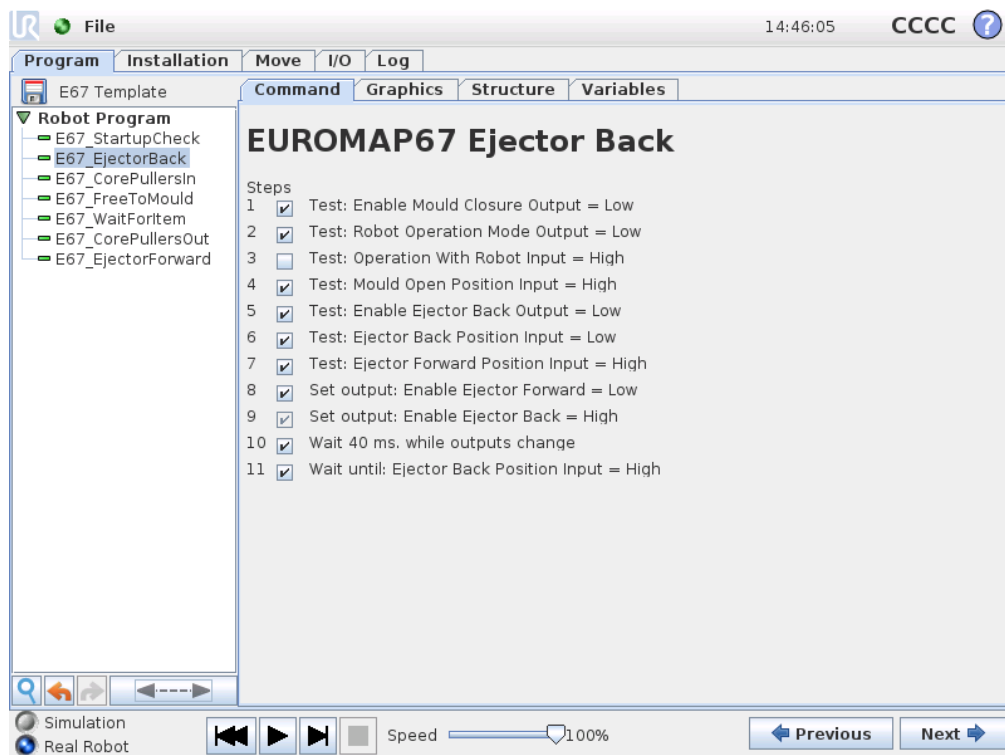 UR File 14:46:05 CCCC ?
Program Installation Move I/O Log
E67 Template
Command Graphics Structure Variables
Robot Program
E67_StartupCheck
E67_EjectorBack
E67_CorePullersIn
E67_FreeToMould
E67_WaitForItem
E67_CorePullersOut
E67_EjectorForward
EUROMAP67 Ejector Back
Steps
1 Test: Enable Mould Closure Output = Low
2 Test: Robot Operation Mode Output = Low
3 Test: Operation With Robot Input = High
4 Test: Mould Open Position Input = High
5 Test: Enable Ejector Back Output = Low
6 Test: Ejector Back Position Input = Low
7 Test: Ejector Forward Position Input = High
8 Set output: Enable Ejector Forward = Low
9 Set output: Enable Ejector Back = High
10 Wait 40 ms. while outputs change
11 Wait until: Ejector Back Position Input = High
Simulation
Real Robot
Speed 100%
Previous Next